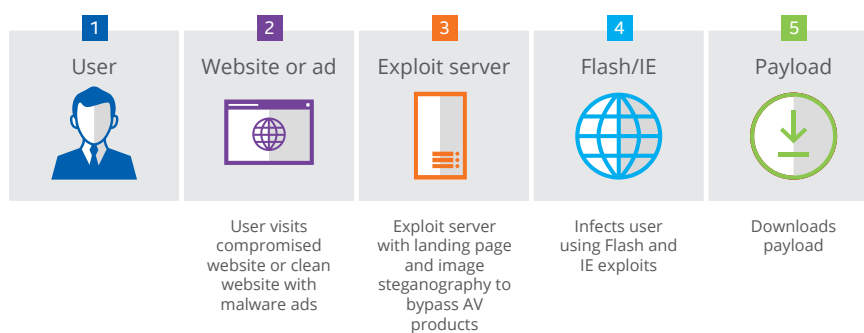 1
User
2
Website or ad
User visits
compromised
website or clean
website with
malware ads
3
Exploit server
Exploit server
with landing page
and image
steganography to
bypass AV
products
4
Flash/IE
Infects user
using Flash and
IE exploits
5
Payload
Downloads
payload